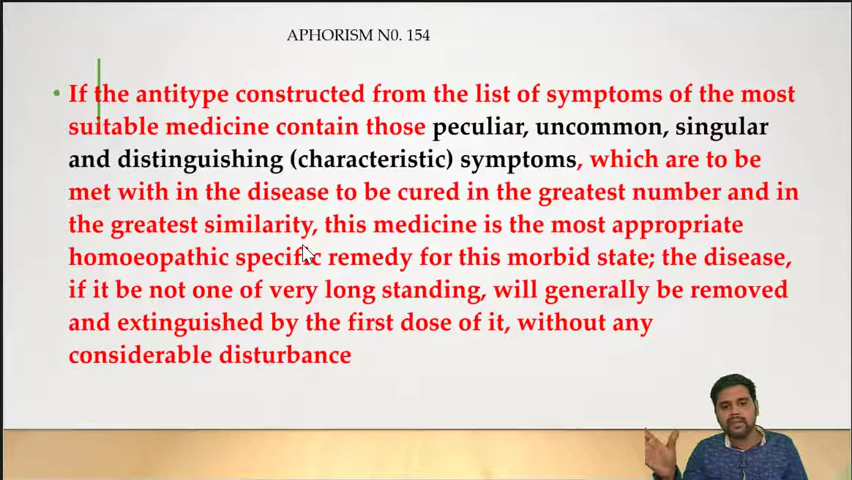 APHORISM N0. 154
• If the antitype constructed from the list of symptoms of the most
suitable medicine contain those peculiar, uncommon, singular
and distinguishing (characteristic) symptoms, which are to be
met with in the disease to be cured in the greatest number and in
the greatest similarity, this medicine is the most appropriate
homoeopathic specific remedy for this morbid state; the disease,
if it be not one of very long standing, will generally be removed
and extinguished by the first dose of it, without any
considerable disturbance